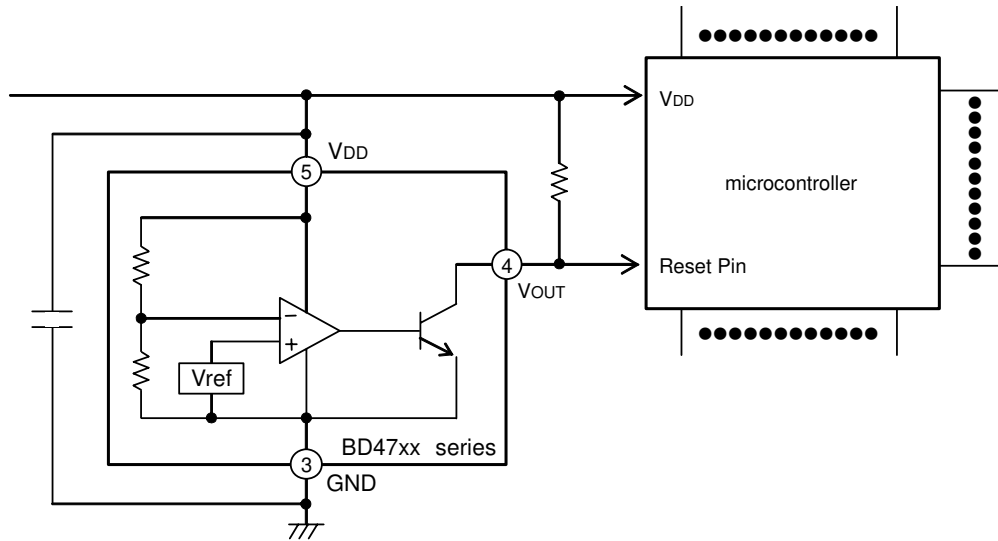 VDD
VDD
5
microcontroller
4
Reset Pin
VOUT
−
+
Vref
BD47xx series
3
GND